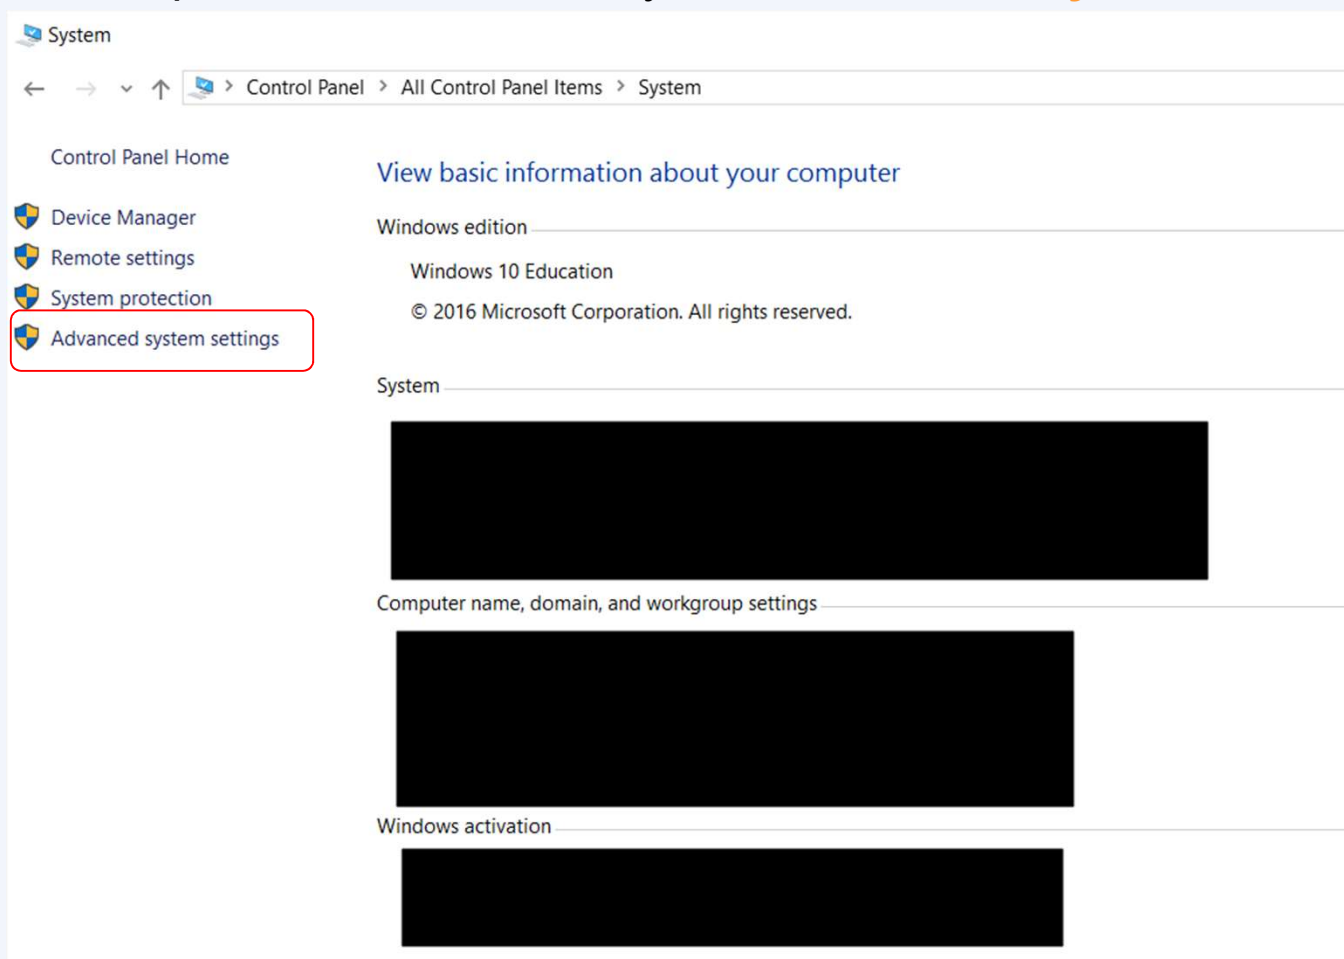 System
Control Panel > All Control Panel Items > System
Control Panel Home
Device Manager
Remote settings
System protection
Advanced system settings
View basic information about your computer
Windows edition
Windows 10 Education
© 2016 Microsoft Corporation. All rights reserved.
System
Computer name, domain, and workgroup settings
Windows activation